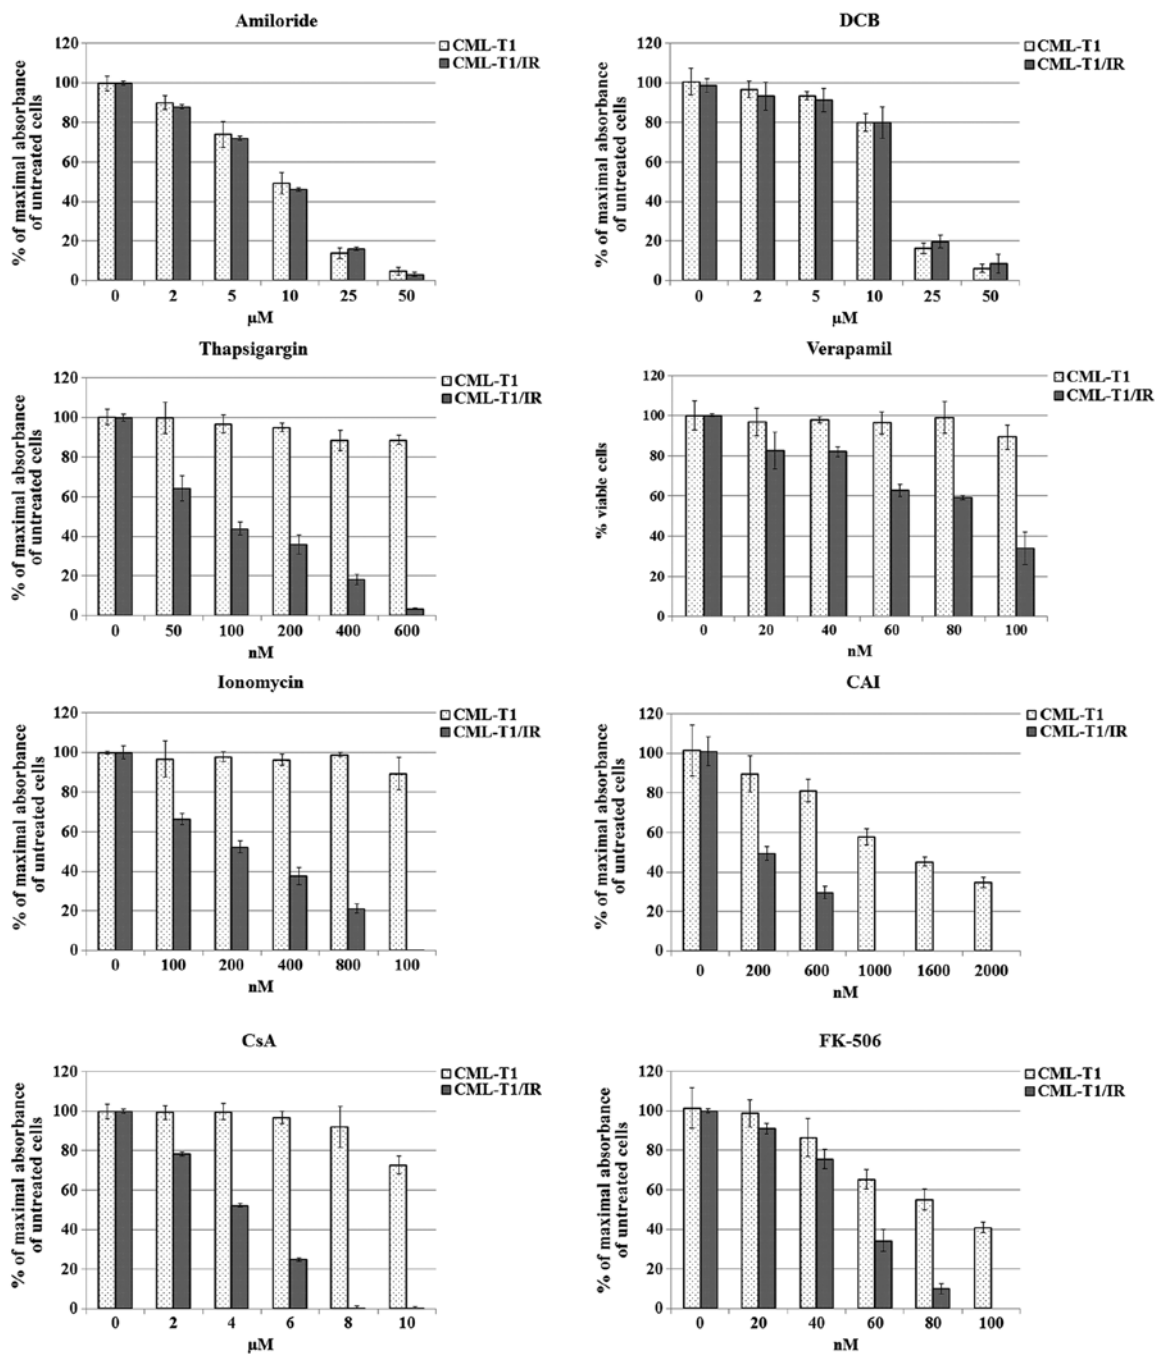 Amiloride
% of maximal absorbance
of untreated cells
120
100
80
60
40
20
0
0 2 5 10 25 50
µM
CML-T1
CML-T1/IR
DCB
% of maximal absorbance
of untreated cells
120
100
80
60
40
20
0
0 2 5 10 25 50
µM
CML-T1
CML-T1/IR
Thapsigargin
% of maximal absorbance
of untreated cells
120
100
80
60
40
20
0
0 50 100 200 400 600
nM
CML-T1
CML-T1/IR
Verapamil
% viable cells
120
100
80
60
40
20
0
0 20 40 60 80 100
nM
CML-T1
CML-T1/IR
Ionomycin
% of maximal absorbance
of untreated cells
120
100
80
60
40
20
0
0 100 200 400 800 100
nM
CML-T1
CML-T1/IR
CAI
% of maximal absorbance
of untreated cells
120
100
80
60
40
20
0
0 200 600 1000 1600 2000
nM
CML-T1
CML-T1/IR
CsA
% of maximal absorbance
of untreated cells
120
100
80
60
40
20
0
0 2 4 6 8 10
µM
CML-T1
CML-T1/IR
FK-506
% of maximal absorbance
of untreated cells
120
100
80
60
40
20
0
0 20 40 60 80 100
nM
CML-T1
CML-T1/IR